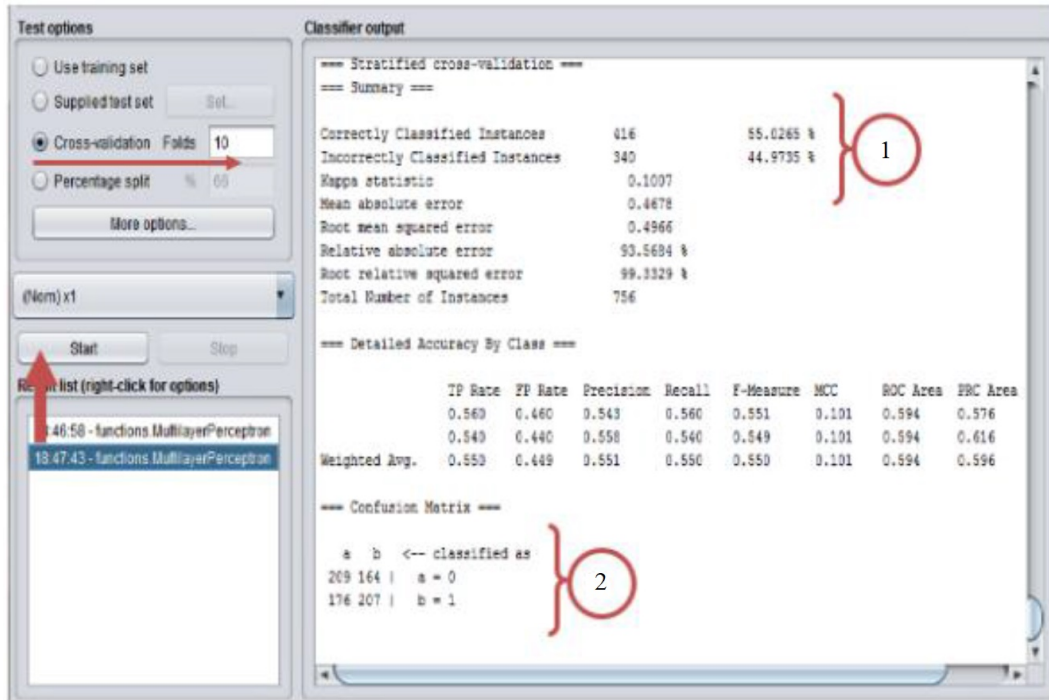 Test options
Use training set
Supplied test set Set...
Cross-validation Folds 10
Percentage split % 66
More options...
(Nom) x1
Start Stop
list (right-click for options)
:46:58 - functions.MultilayerPerceptron
18:47:43 - functions.MultilayerPerceptron
Classifier output
=== Stratified cross-validation ===
=== Summary ===
Correctly Classified Instances 416 55.0265 %
Incorrectly Classified Instances 340 44.9735 %
Kappa statistic 0.1007
Mean absolute error 0.4678
Root mean squared error 0.4966
Relative absolute error 93.5684 %
Root relative squared error 99.3329 %
Total Number of Instances 756
1
=== Detailed Accuracy By Class ===
TP Rate FP Rate Precision Recall F-Measure MCC ROC Area PRC Area
0.560 0.460 0.543 0.560 0.551 0.101 0.594 0.576
0.540 0.440 0.558 0.540 0.549 0.101 0.594 0.616
Weighted Avg. 0.550 0.449 0.551 0.550 0.550 0.101 0.594 0.596
=== Confusion Matrix ===
a b <-- classified as
209 164 | a = 0
176 207 | b = 1
2